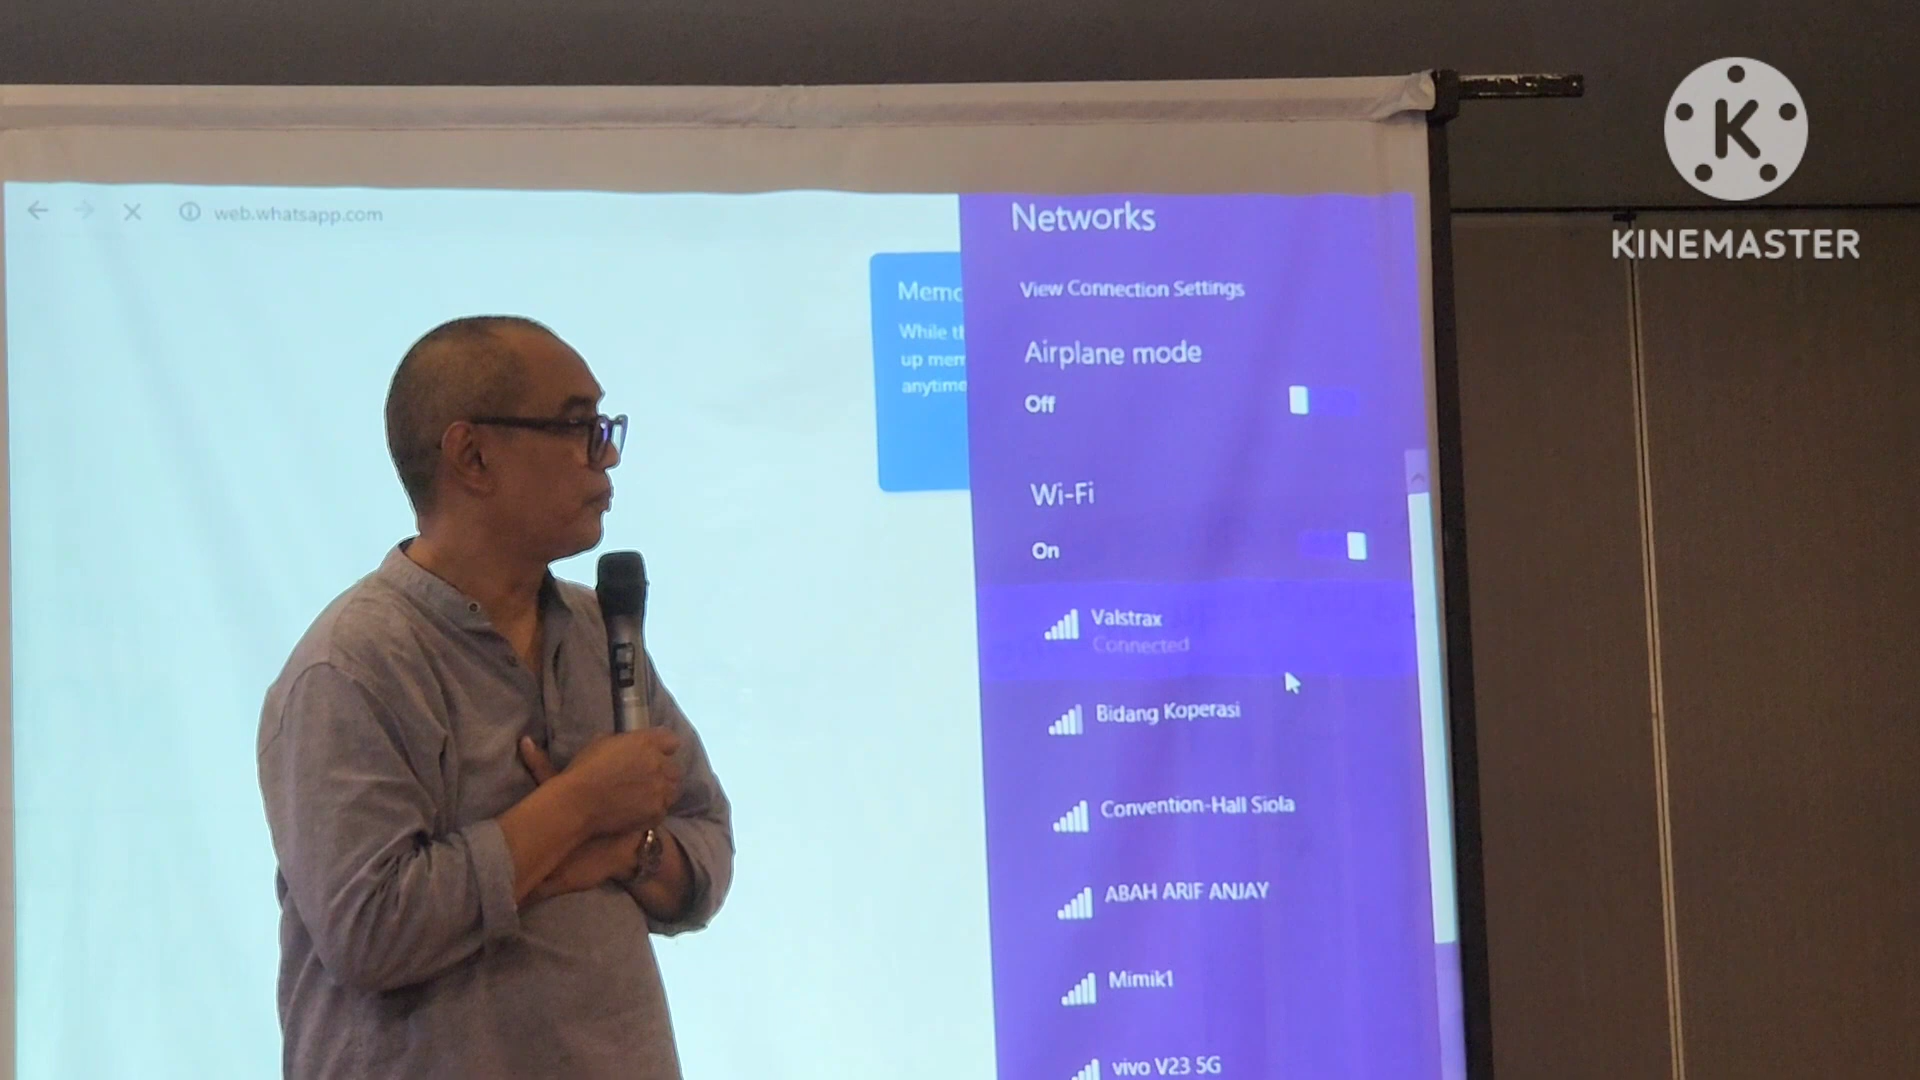 web.whatsapp.com
Memo
While th
up mem
anytime
Networks
View Connection Settings
Airplane mode
Off
Wi-Fi
On
Valstrax
Connected
Bidang Koperasi
Convention-Hall Siola
ABAH ARIF ANJAY
Mimik1
vivo V23 5G
K
KINEMASTER